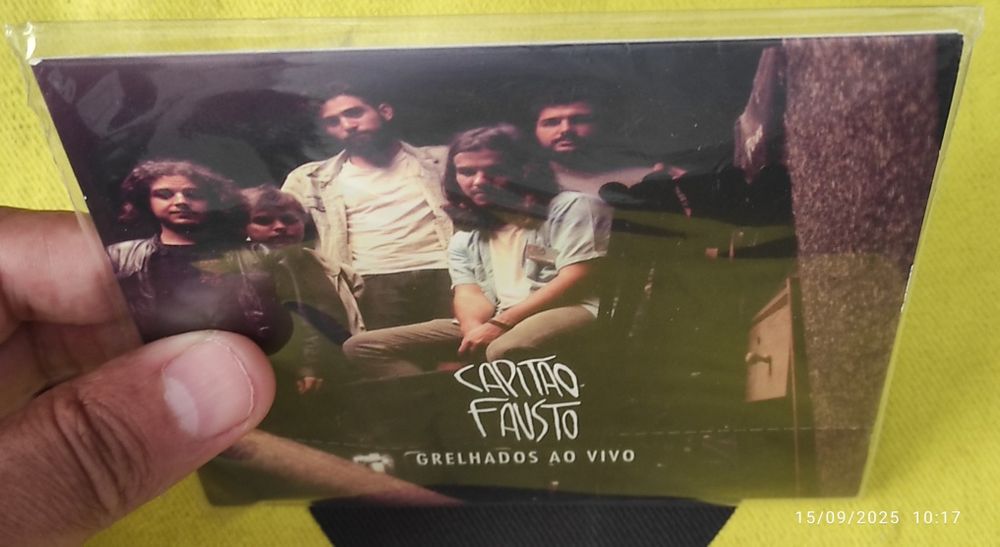 CAPITÃO
FAUSTO
GRELHADOS AO VIVO
15/09/2025 10:17